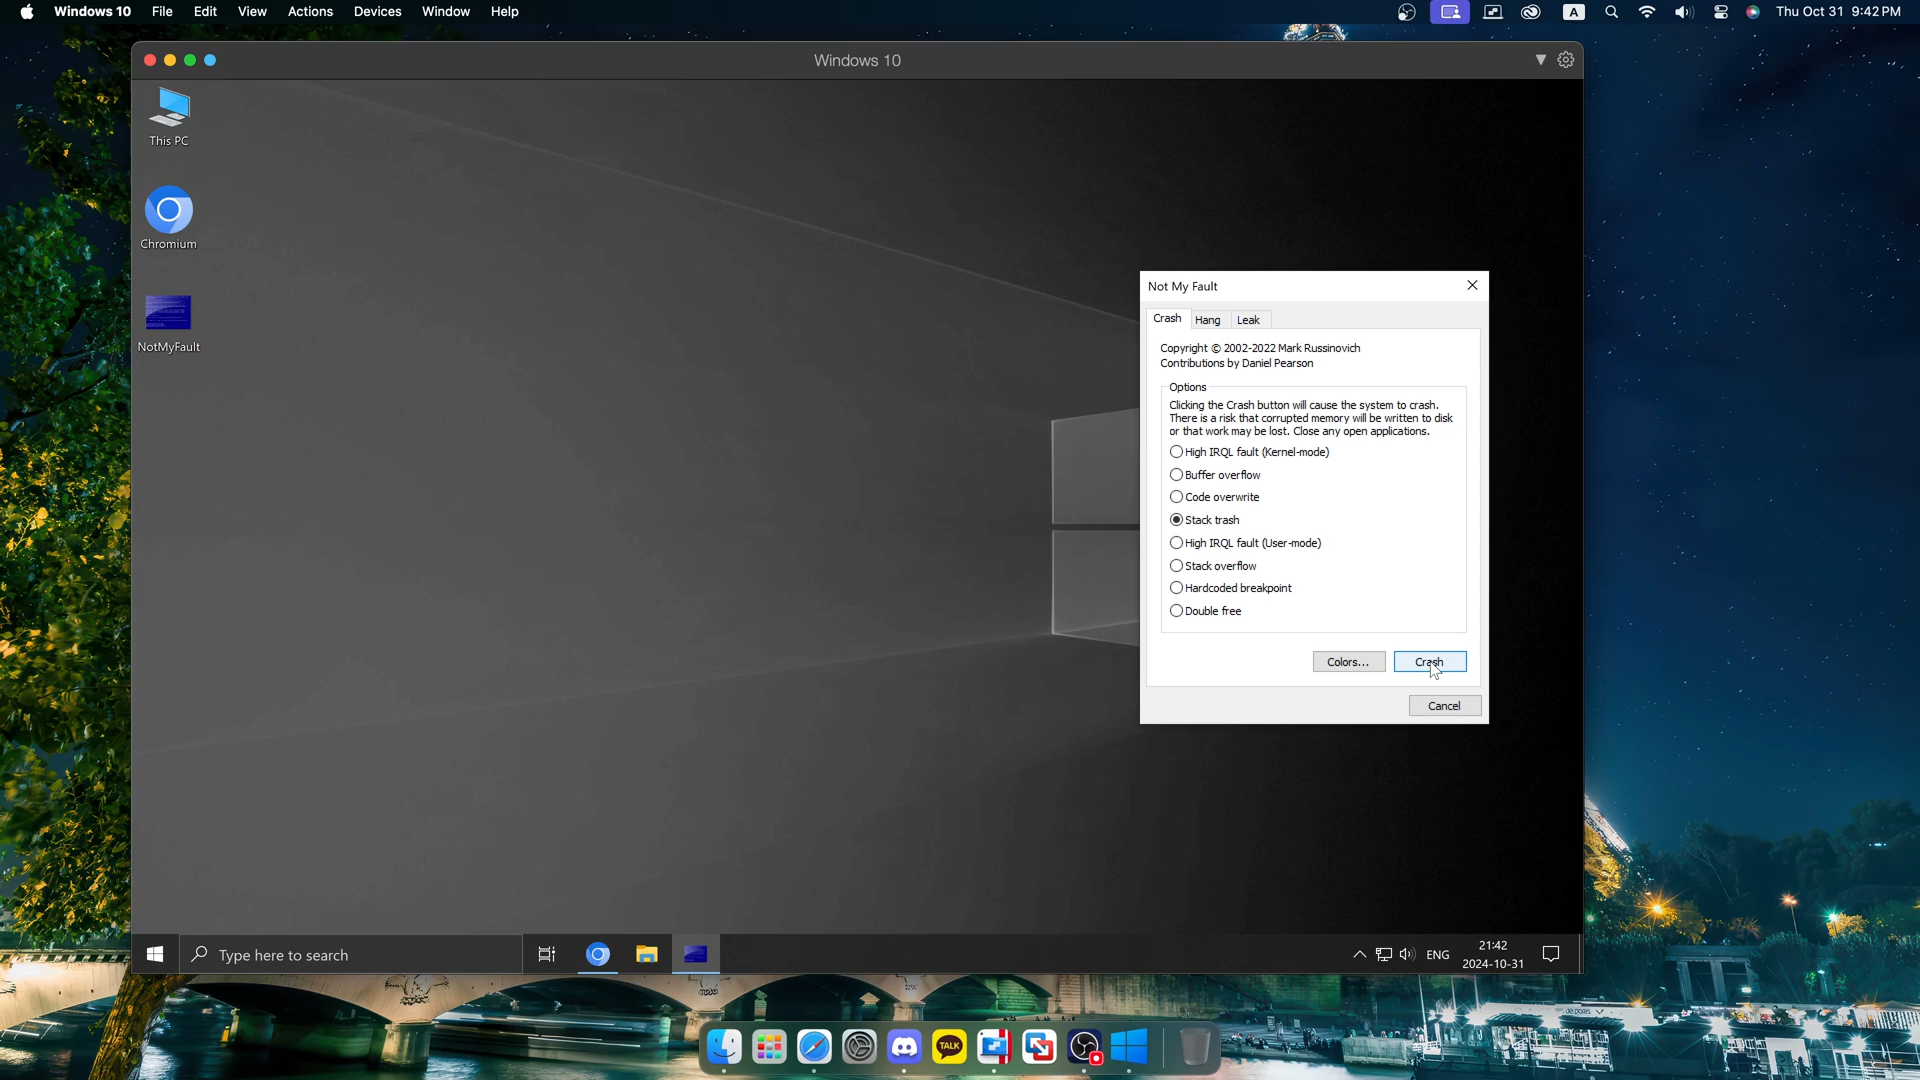 Windows 10 File Edit View Actions Devices Window Help
A Thu Oct 31 9:42 PM
Windows 10
This PC
Chromium
NotMyFault
Not My Fault
Crash Hang Leak
Copyright © 2002-2022 Mark Russinovich
Contributions by Daniel Pearson
Options
Clicking the Crash button will cause the system to crash.
There is a risk that corrupted memory will be written to disk
or that work may be lost. Close any open applications.
High IRQL fault (Kernel-mode)
Buffer overflow
Code overwrite
Stack trash
High IRQL fault (User-mode)
Stack overflow
Hardcoded breakpoint
Double free
Colors... Crash
Cancel
Type here to search
ENG
21:42
2024-10-31
TALK